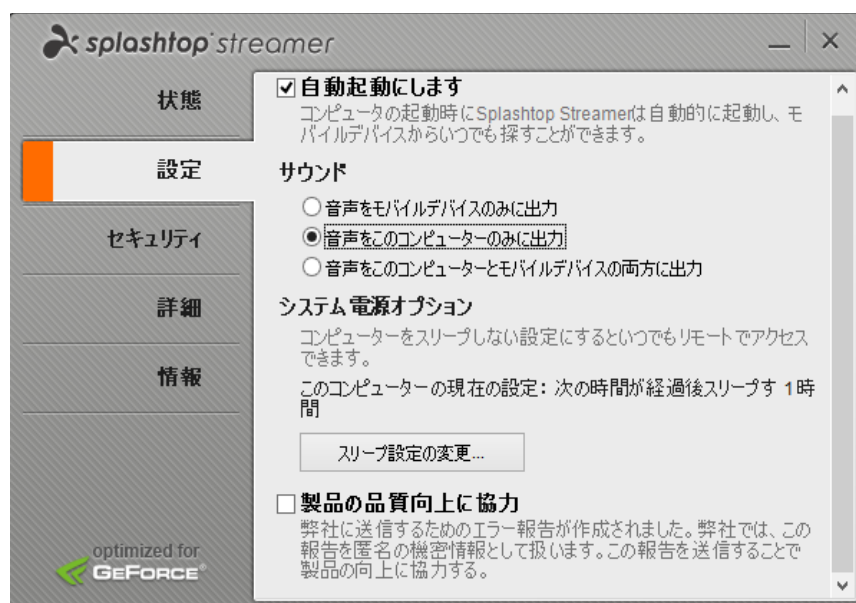 splashtop streamer
状態
設定
セキュリティ
詳細
情報
optimized for
GEFORCE
自動起動にします
コンピュータの起動時にSplashtop Streamerは自動的に起動し、モ
バイルデバイスからいつでも探すことができます。
サウンド
音声をモバイルデバイスのみに出力
音声をこのコンピューターのみに出力
音声をこのコンピューターとモバイルデバイスの両方に出力
システム電源オプション
コンピューターをスリープしない設定にするといつでもリモートでアクセス
できます。
このコンピューターの現在の設定： 次の時間が経過後スリープす 1時
間
スリープ設定の変更...
製品の品質向上に協力
弊社に送信するためのエラー報告が作成されました。弊社では、この
報告を匿名の機密情報として扱います。この報告を送信することで
製品の向上に協力する。